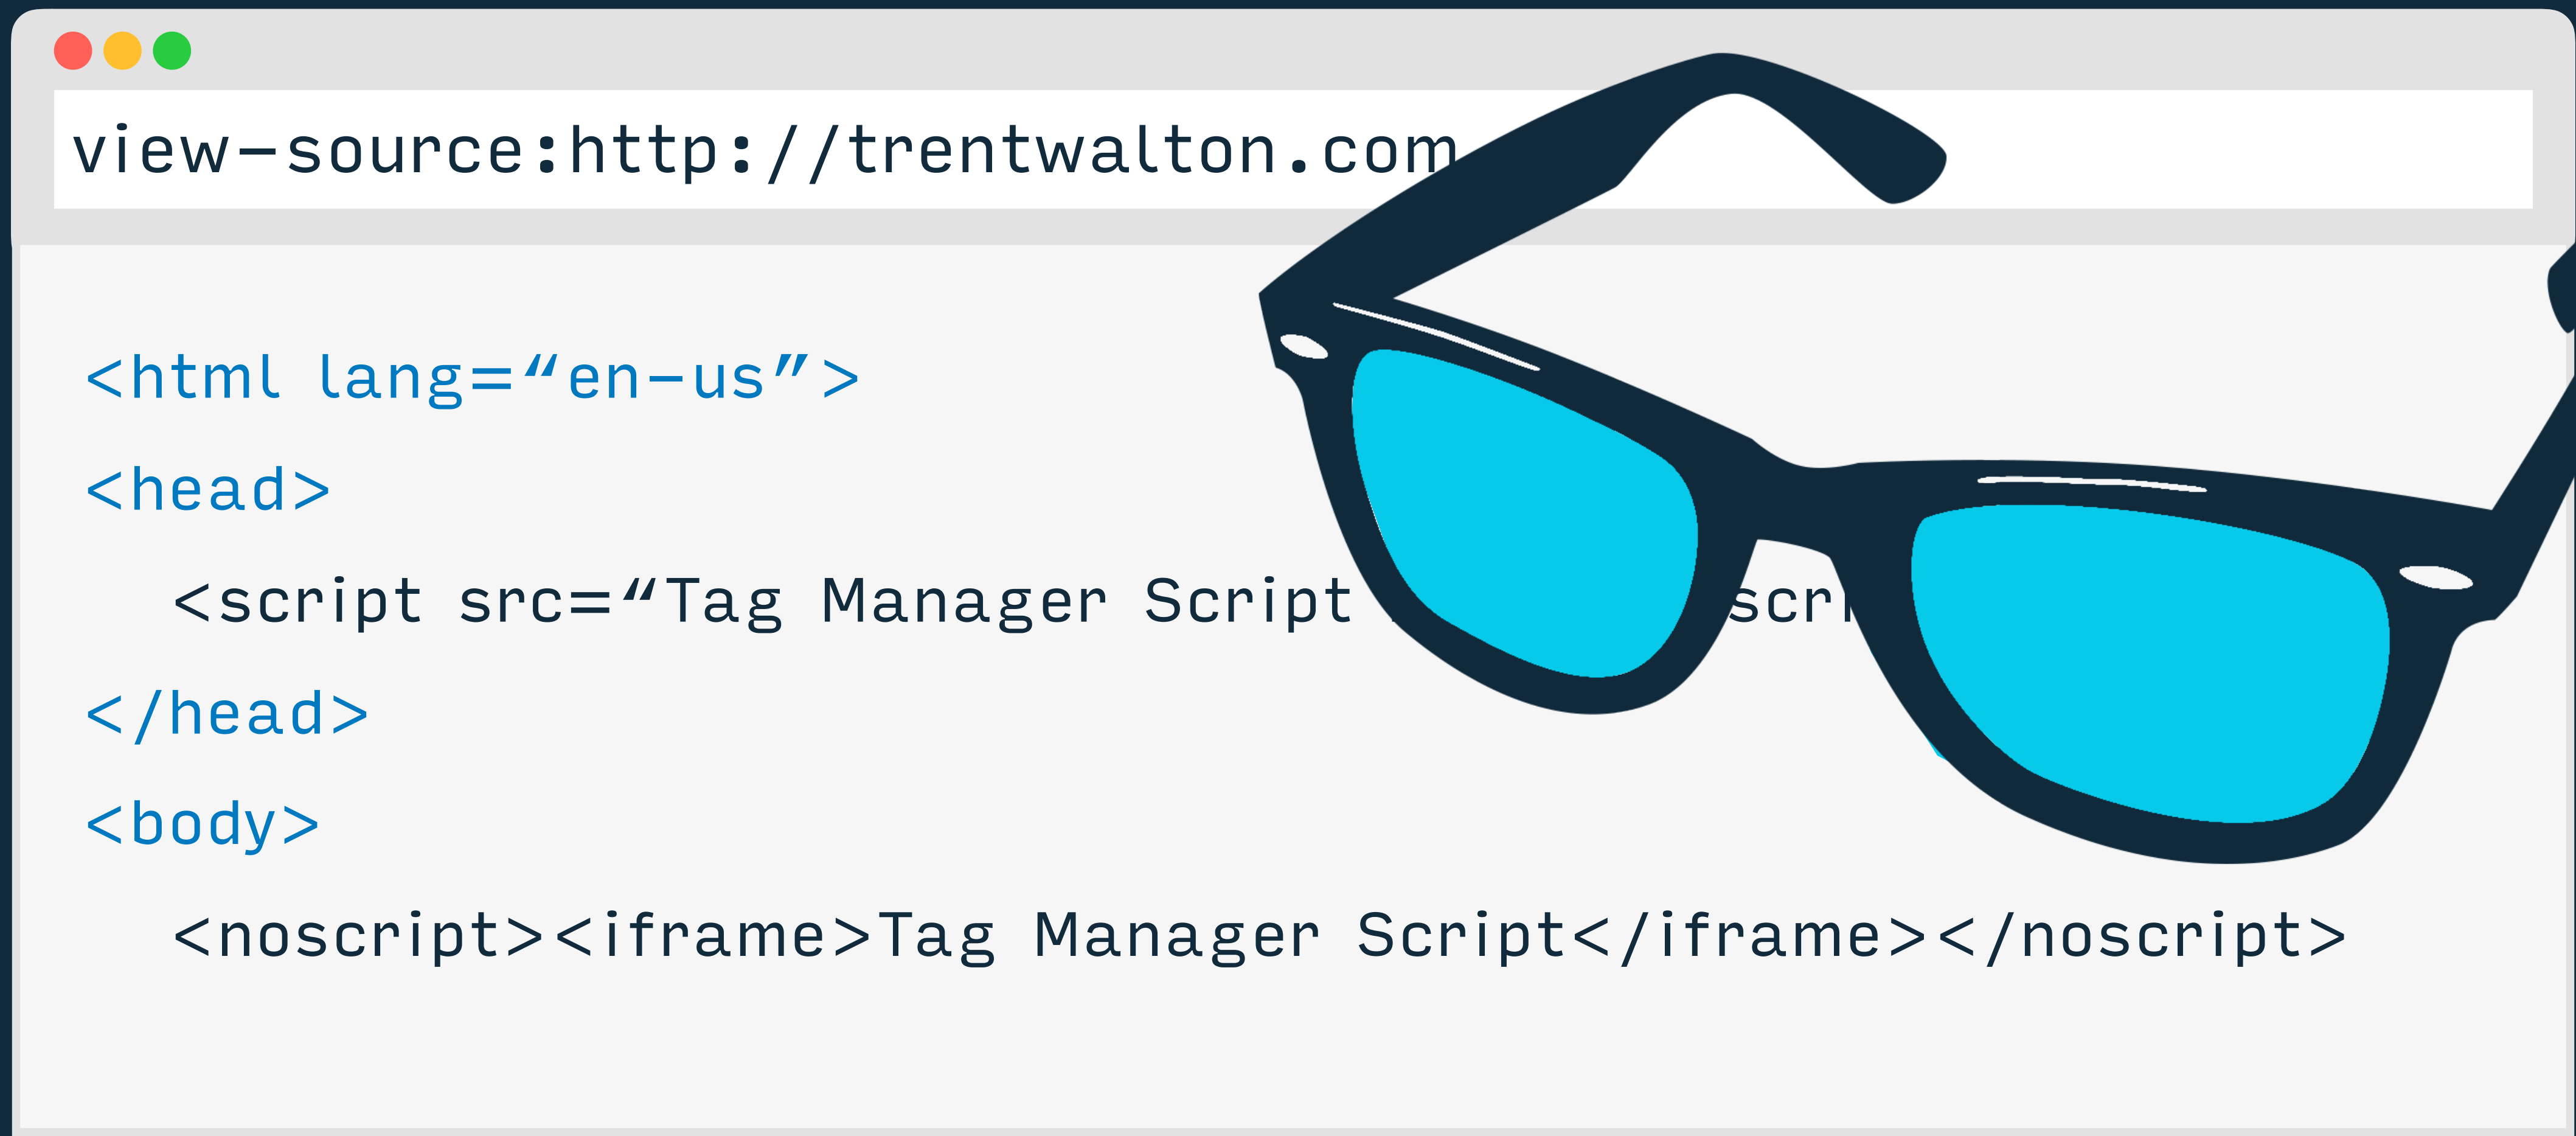 view-source:http://trentwalton.com
<html lang=“en-us”>
<head>
<script src=“Tag Manager Script
</head>
<body>
<noscript><iframe>Tag Manager Script</iframe></noscript>